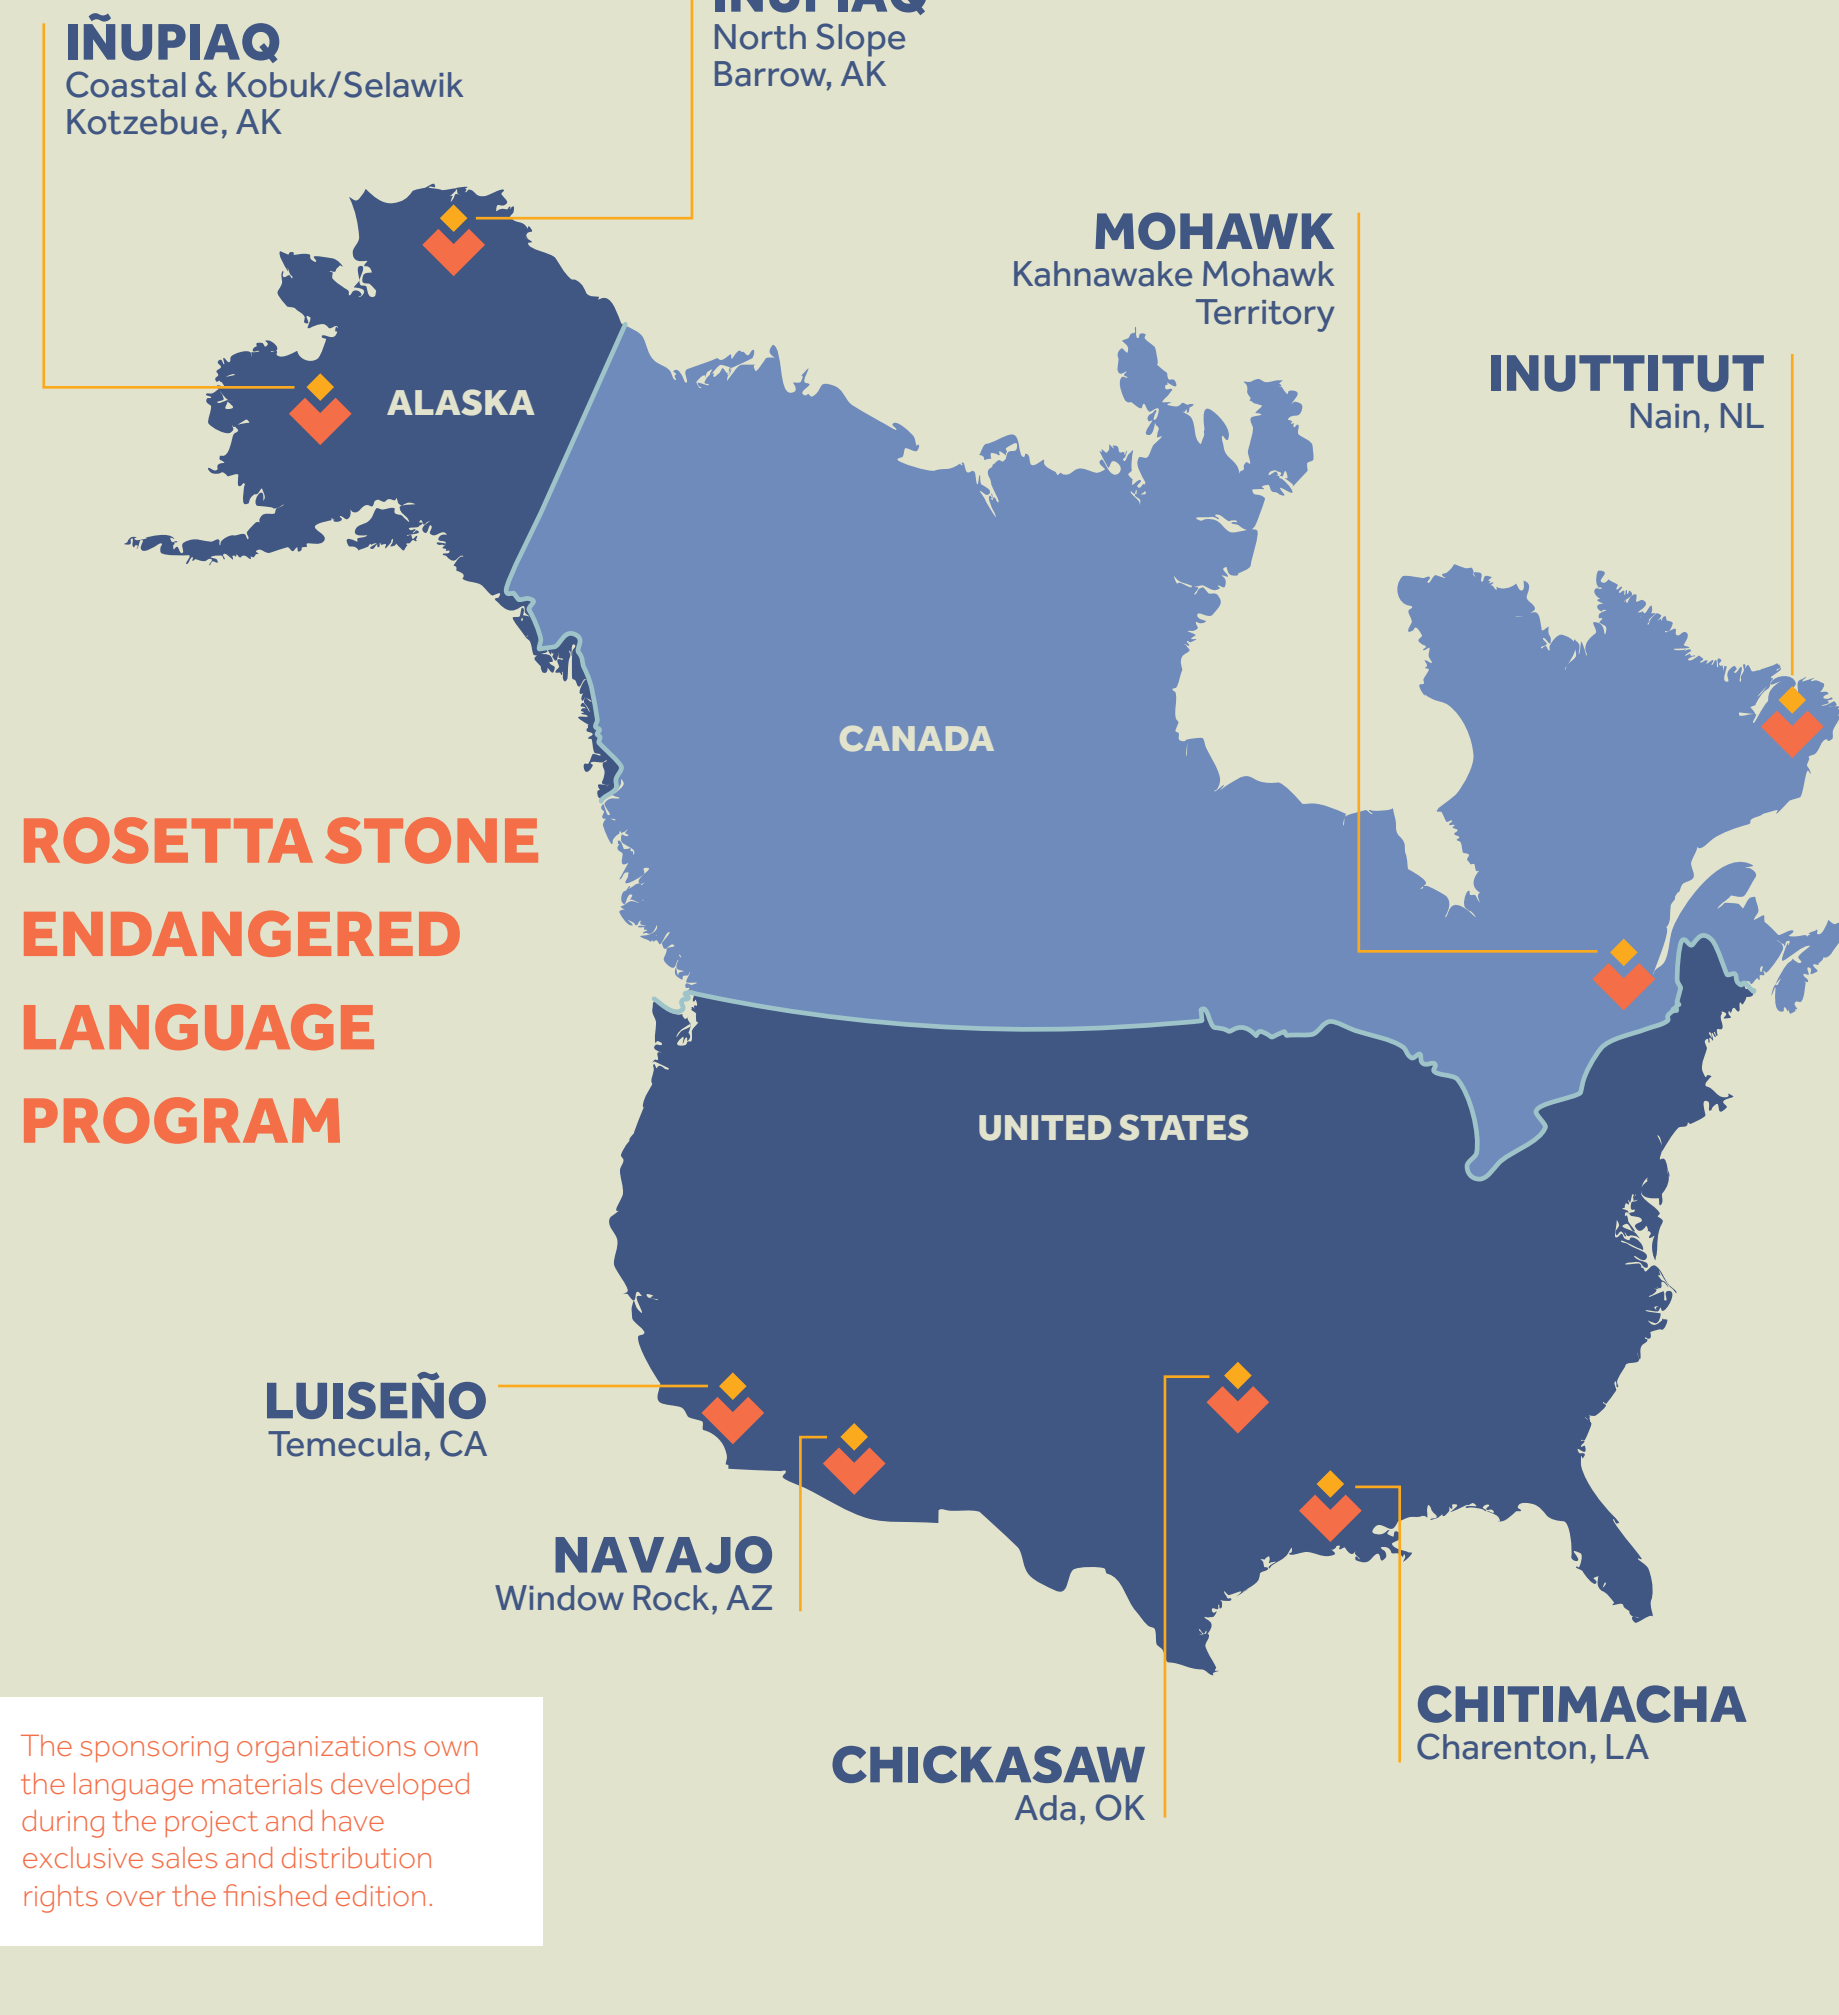 IÑUPIAQ
Coastal & Kobuk/Selawik
Kotzebue, AK
IÑUPIAQ
North Slope
Barrow, AK
MOHAWK
Kahnawake Mohawk
Territory
INUTTITUT
Nain, NL
ALASKA
CANADA
ROSETTA STONE
ENDANGERED
LANGUAGE
PROGRAM
UNITED STATES
LUISEÑO
Temecula, CA
NAVAJO
Window Rock, AZ
CHICKASAW
Ada, OK
CHITIMACHA
Charenton, LA
The sponsoring organizations own
the language materials developed
during the project and have
exclusive sales and distribution
rights over the finished edition.